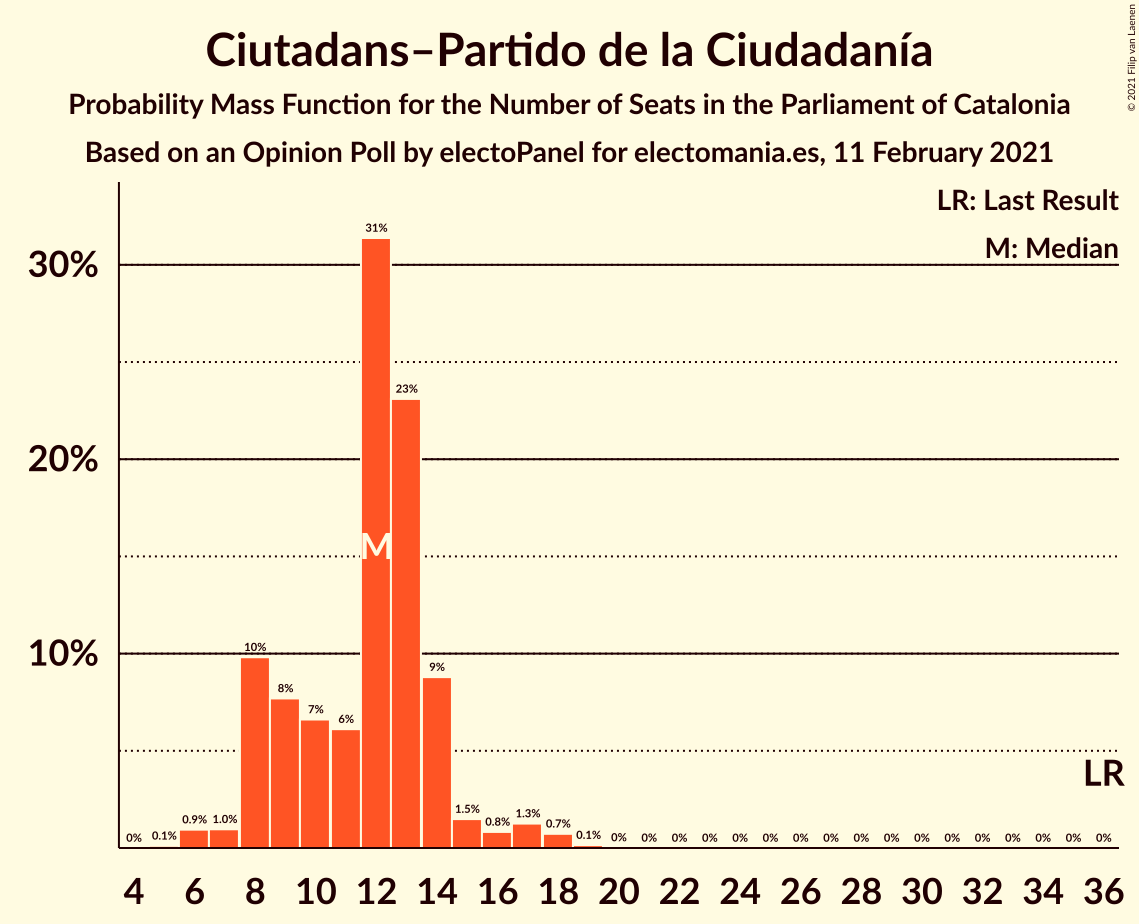 Ciutadans–Partido de la Ciudadanía
Probability Mass Function for the Number of Seats in the Parliament of Catalonia
Based on an Opinion Poll by electoPanel for electomania.es, 11 February 2021
© 2021 Filip van Laenen
LR: Last Result
M: Median
30%
20%
10%
0% 0.1% 0.9% 1.0% 10% 8% 7% 6% 31% 23% 9% 1.5% 0.8% 1.3% 0.7% 0.1% 0% 0% 0% 0% 0% 0% 0% 0% 0% 0% 0% 0% 0% 0% 0% 0% 0%
M
LR
4 6 8 10 12 14 16 18 20 22 24 26 28 30 32 34 36